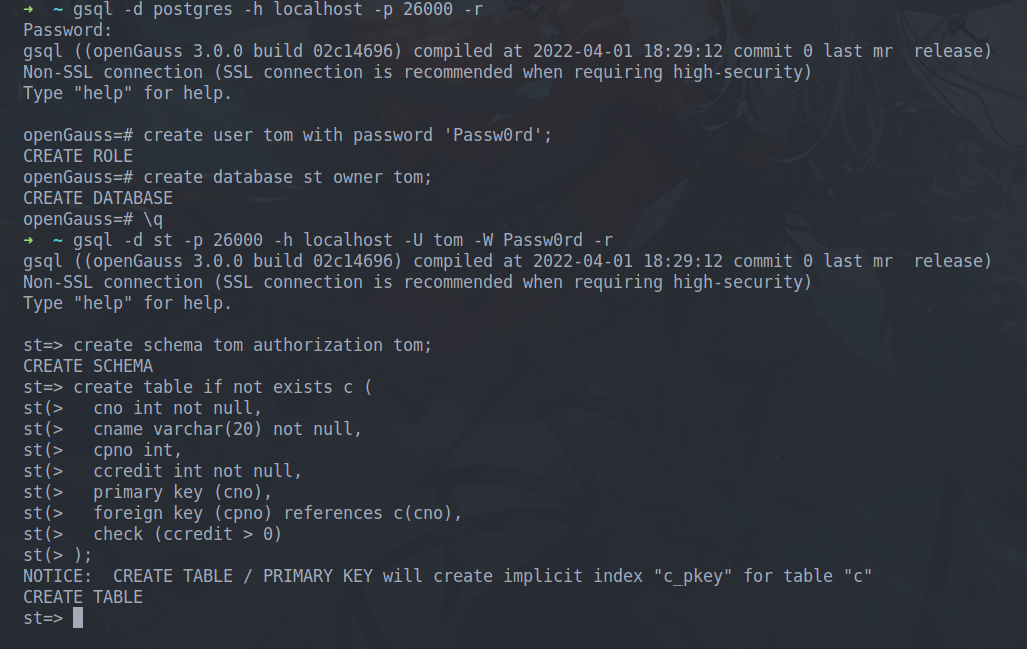 ➜  ~ gsql -d postgres -h localhost -p 26000 -r
Password:
gsql ((openGauss 3.0.0 build 02c14696) compiled at 2022-04-01 18:29:12 commit 0 last mr  release)
Non-SSL connection (SSL connection is recommended when requiring high-security)
Type "help" for help.

openGauss=# create user tom with password 'Passw0rd';
CREATE ROLE
openGauss=# create database st owner tom;
CREATE DATABASE
openGauss=# \q
➜  ~ gsql -d st -p 26000 -h localhost -U tom -W Passw0rd -r
gsql ((openGauss 3.0.0 build 02c14696) compiled at 2022-04-01 18:29:12 commit 0 last mr  release)
Non-SSL connection (SSL connection is recommended when requiring high-security)
Type "help" for help.

st=> create schema tom authorization tom;
CREATE SCHEMA
st=> create table if not exists c (
st(>   cno int not null,
st(>   cname varchar(20) not null,
st(>   cpno int,
st(>   ccredit int not null,
st(>   primary key (cno),
st(>   foreign key (cpno) references c(cno),
st(>   check (ccredit > 0)
st(> );
NOTICE:  CREATE TABLE / PRIMARY KEY will create implicit index "c_pkey" for table "c"
CREATE TABLE
st=>